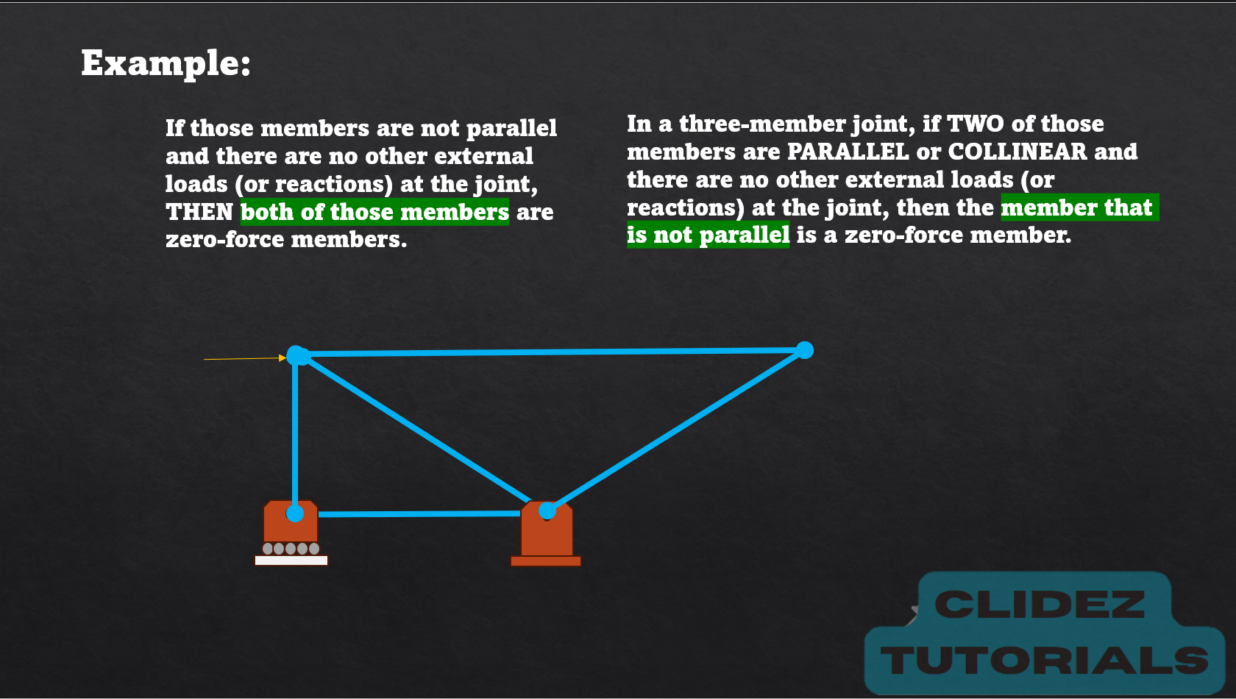 Example:
If those members are not parallel
and there are no other external
loads (or reactions) at the joint,
THEN both of those members are
zero-force members.
In a three-member joint, if TWO of those
members are PARALLEL or COLLINEAR and
there are no other external loads (or
reactions) at the joint, then the member that
is not parallel is a zero-force member.
CLIDEZ
TUTORIALS